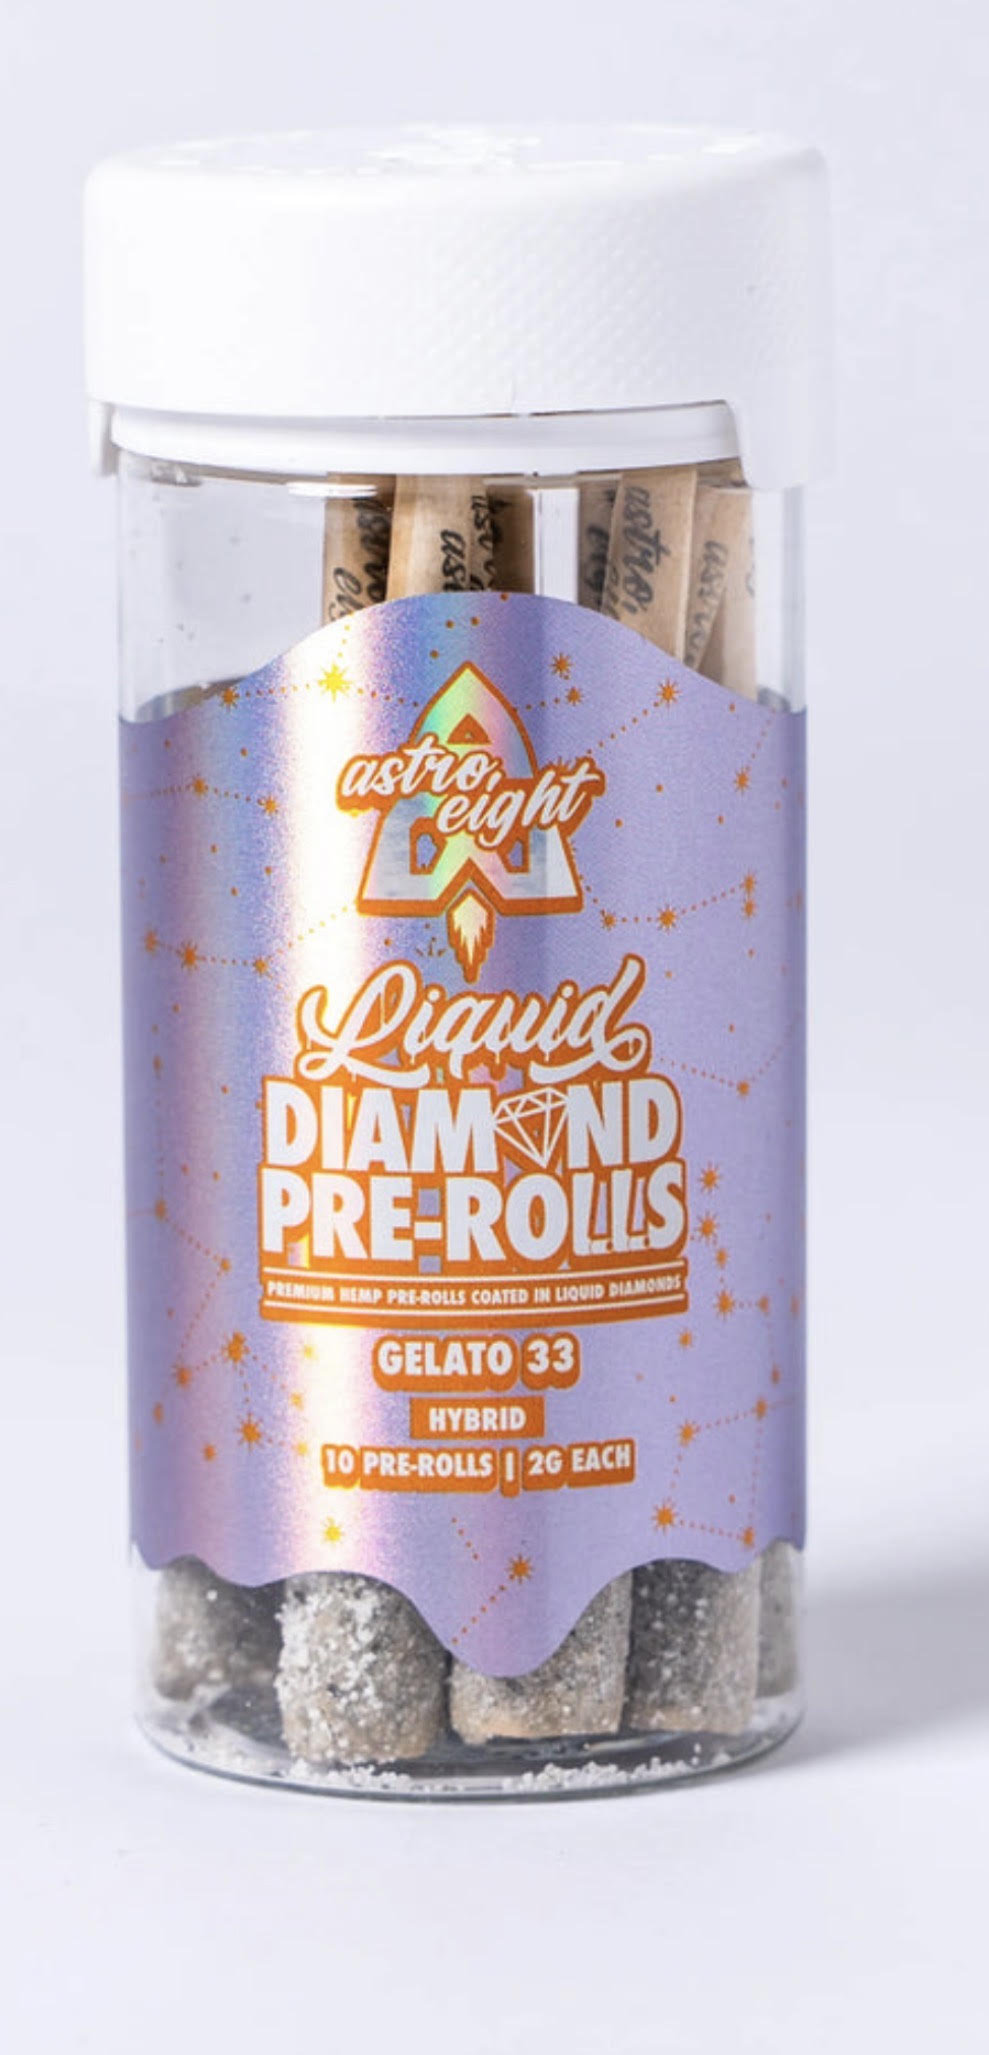 astro
eight
Liquid
DIAMOND
PRE-ROLLS
PREMIUM HEMP PRE-ROLLS COATED IN LIQUID DIAMONDS
GELATO 33
HYBRID
10 PRE-ROLLS | 2G EACH